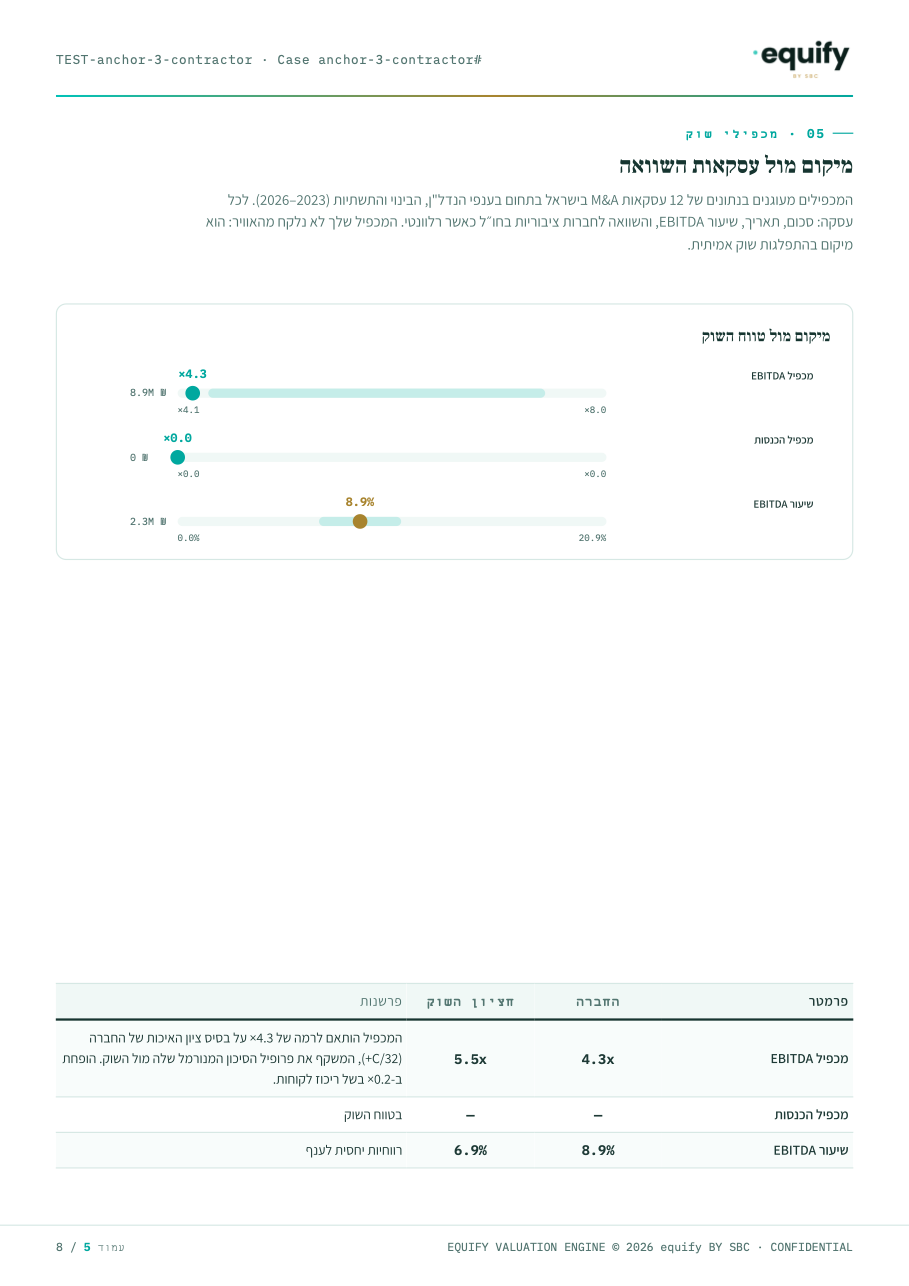 equify
BY SBC
TEST-anchor-3-contractor · Case anchor-3-contractor#
05 · מכפילי שוק
מיקום מול עסקאות השוואה
המכפילים מעוגנים בנתונים של 12 עסקאות M&A בישראל בתחום בענפי הנדל"ן, הבינוי והתשתיות (2023–2026). לכל
עסקה: סכום, תאריך, שיעור EBITDA, והשוואה לחברות ציבוריות בחו״ל כאשר רלוונטי. המכפיל שלך לא נלקח מהאוויר: הוא
מיקום בהתפלגות שוק אמיתית.
מיקום מול טווח השוק
מכפיל EBITDA
×4.3
8.9M ₪
×4.1
×8.0
מכפיל הכנסות
×0.0
0 ₪
×0.0
×0.0
שיעור EBITDA
8.9%
2.3M ₪
0.0%
20.9%
פרמטר החברה חציון השוק פרשנות
מכפיל EBITDA 4.3x 5.5x המכפיל הותאם לרמה של 4.3× על בסיס ציון האיכות של החברה
(C/32+), המשקף את פרופיל הסיכון המנורמל שלה מול השוק. הופחת
ב-0.2× בשל ריכוז לקוחות.
מכפיל הכנסות — — בטווח השוק
שיעור EBITDA 8.9% 6.9% רווחיות יחסית לענף
EQUIFY VALUATION ENGINE © 2026 equify BY SBC · CONFIDENTIAL
עמוד 5 / 8